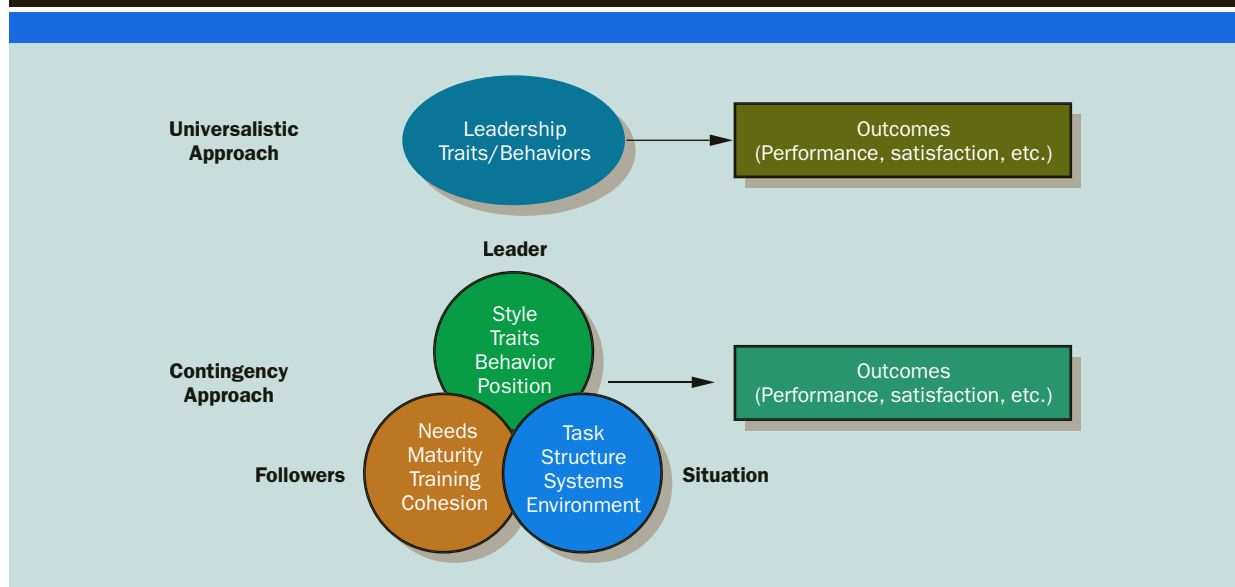 Universalistic
Approach
Leadership
Traits/Behaviors
Outcomes
(Performance, satisfaction, etc.)
Leader
Style
Traits
Behavior
Position
Contingency
Approach
Outcomes
(Performance, satisfaction, etc.)
Followers
Needs
Maturity
Training
Cohesion
Task
Structure
Systems
Environment
Situation